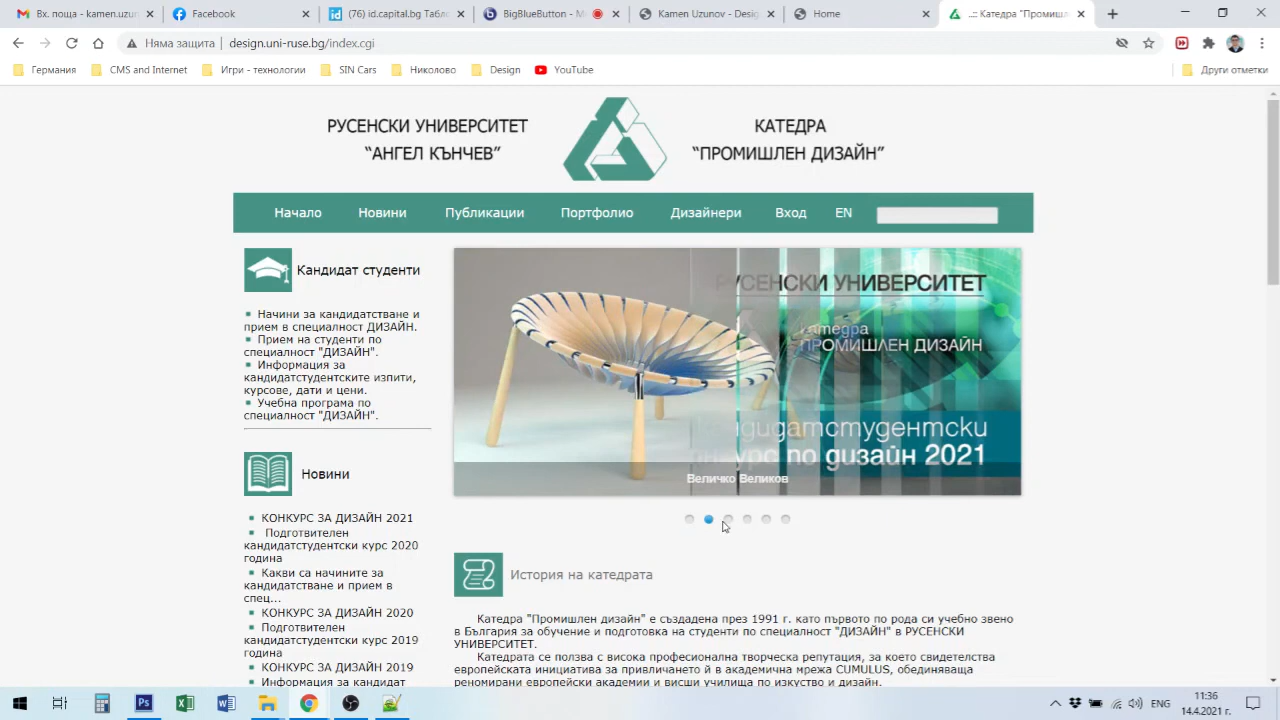 Вх. поща - kamen.uzur
Facebook
(76) id.capital.bg Табл
BigBlueButton - М
Kamen Uzunov - Desig
Home
..:: Катедра "Промишл
Няма защита
design.uni-ruse.bg/index.cgi
Германия
CMS and Internet
Игри - технологии
SIN Cars
Николово
Design
YouTube
Други отметки
РУСЕНСКИ УНИВЕРСИТЕТ
"АНГЕЛ КЪНЧЕВ"
КАТЕДРА
"ПРОМИШЛЕН ДИЗАЙН"
Начало
Новини
Публикации
Портфолио
Дизайнери
Вход
EN
Кандидат студенти
Начини за кандидатстване и
прием в специалност ДИЗАЙН.
Прием на студенти по
специалност "ДИЗАЙН".
Информация за
кандидатстудентските изпити,
курсове, дати и цени.
Учебна програма по
специалност "ДИЗАЙН".
РУСЕНСКИ УНИВЕРСИТЕТ
катедра
ПРОМИШЛЕН ДИЗАЙН
кандидатстудентски
по дизайн 2021
Величко Великов
Новини
КОНКУРС ЗА ДИЗАЙН 2021
Подготвителен
кандидатстудентски курс 2020
година
Какви са начините за
кандидатстване и прием в
спец...
КОНКУРС ЗА ДИЗАЙН 2020
Подготвителен
кандидатстудентски курс 2019
година
КОНКУРС ЗА ДИЗАЙН 2019
Информация за кандидат
История на катедрата
Катедра "Промишлен дизайн" е създадена през 1991 г. като първото по рода си учебно звено
в България за обучение и подготовка на студенти по специалност "ДИЗАЙН" в РУСЕНСКИ
УНИВЕРСИТЕТ.
Катедрата се ползва с висока професионална творческа репутация, за което свидетелства
европейската инициатива за привличането й в академична мрежа CUMULUS, обединяваща
реномирани европейски академии и висши училища по изкуство и дизайн.
ENG
11:36
14.4.2021 г.